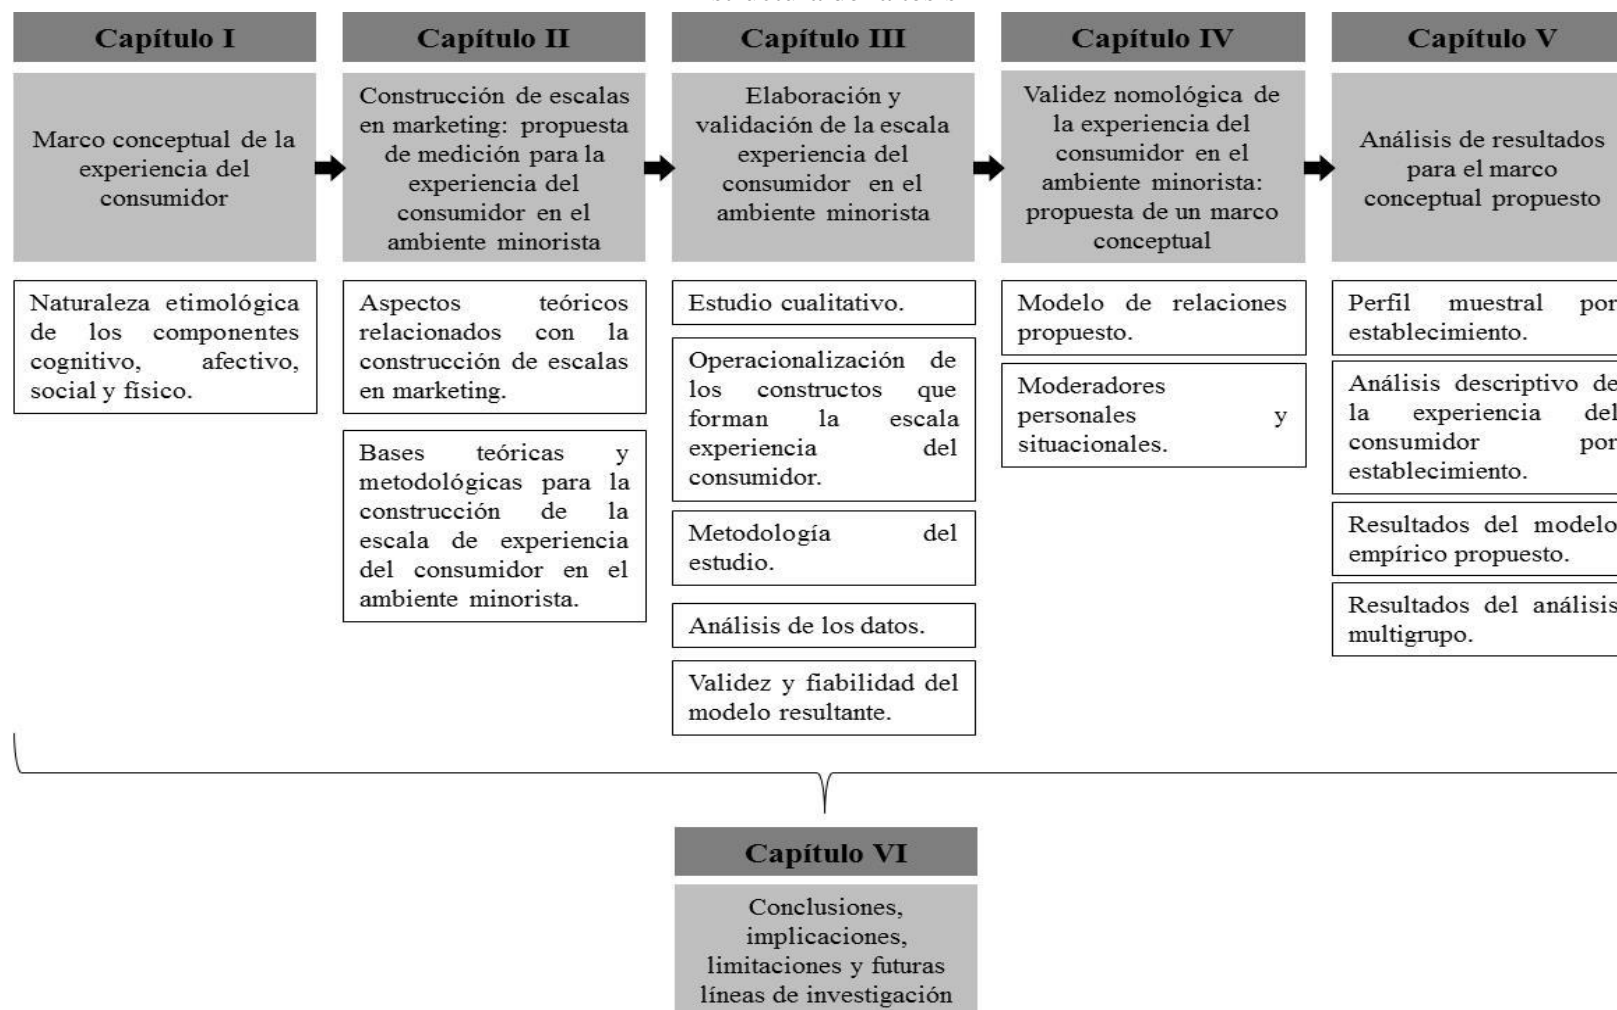 Capítulo I
Marco conceptual de la
experiencia del
consumidor
Naturaleza etimológica
de los componentes
cognitivo, afectivo,
social y físico.
Capítulo II
Construcción de escalas
en marketing: propuesta
de medición para la
experiencia del
consumidor en el
ambiente minorista
Aspectos teóricos
relacionados con la
construcción de escalas
en marketing.
Bases teóricas y
metodológicas para la
construcción de la
escala de experiencia
del consumidor en el
ambiente minorista.
Capítulo III
Elaboración y
validación de la escala
experiencia del
consumidor en el
ambiente minorista
Estudio cualitativo.
Operacionalización de
los constructos que
forman la escala
experiencia del
consumidor.
Metodología del
estudio.
Análisis de los datos.
Validez y fiabilidad del
modelo resultante.
Capítulo IV
Validez nomológica de
la experiencia del
consumidor en el
ambiente minorista:
propuesta de un marco
conceptual
Modelo de relaciones
propuesto.
Moderadores
personales y
situacionales.
Capítulo V
Análisis de resultados
para el marco
conceptual propuesto
Perfil muestral por
establecimiento.
Análisis descriptivo de
la experiencia del
consumidor por
establecimiento.
Resultados del modelo
empírico propuesto.
Resultados del análisis
multigrupo.
Capítulo VI
Conclusiones,
implicaciones,
limitaciones y futuras
líneas de investigación